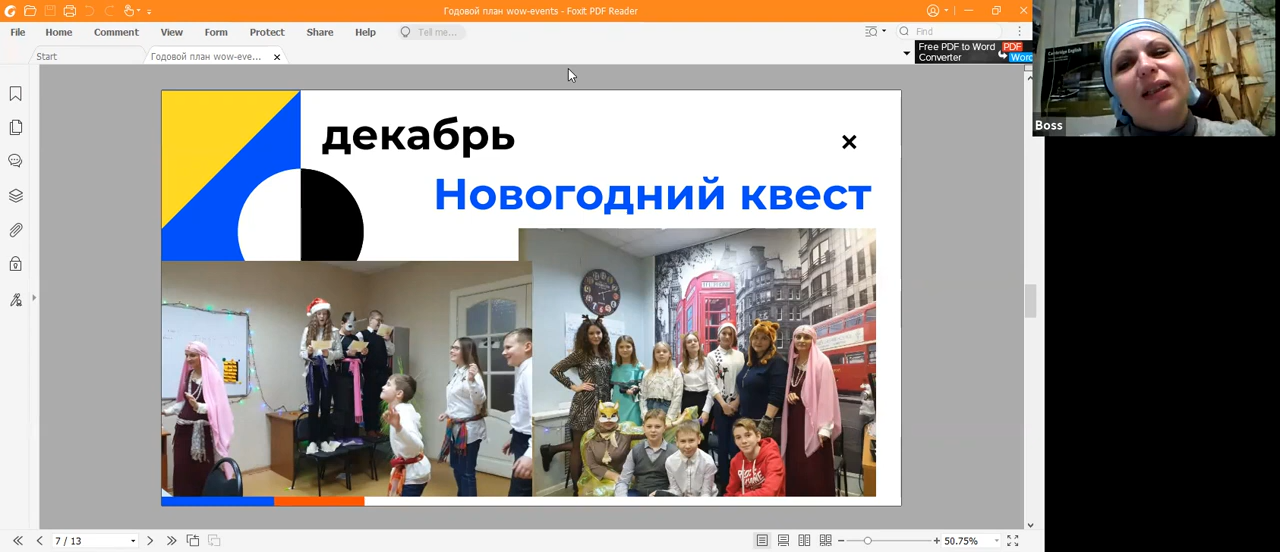 Годовой план wow-events - Foxit PDF Reader
File Home Comment View Form Protect Share Help Tell me... Find
Start Годовой план wow-eve...
Free PDF to Word Converter PDF Word
Boss
декабрь
Новогодний квест
7 / 13
50.75%